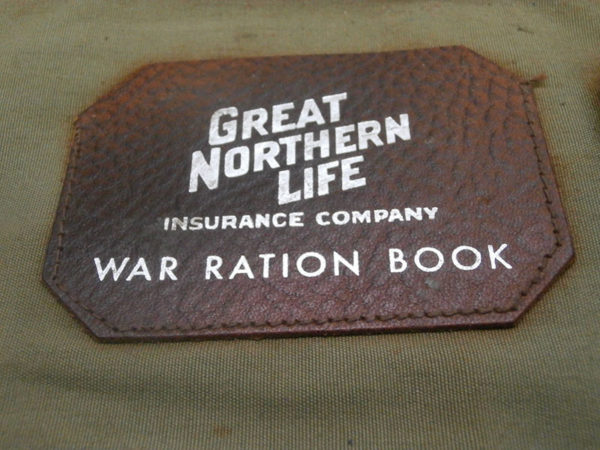 GREAT
NORTHERN
LIFE
INSURANCE COMPANY
WAR RATION BOOK